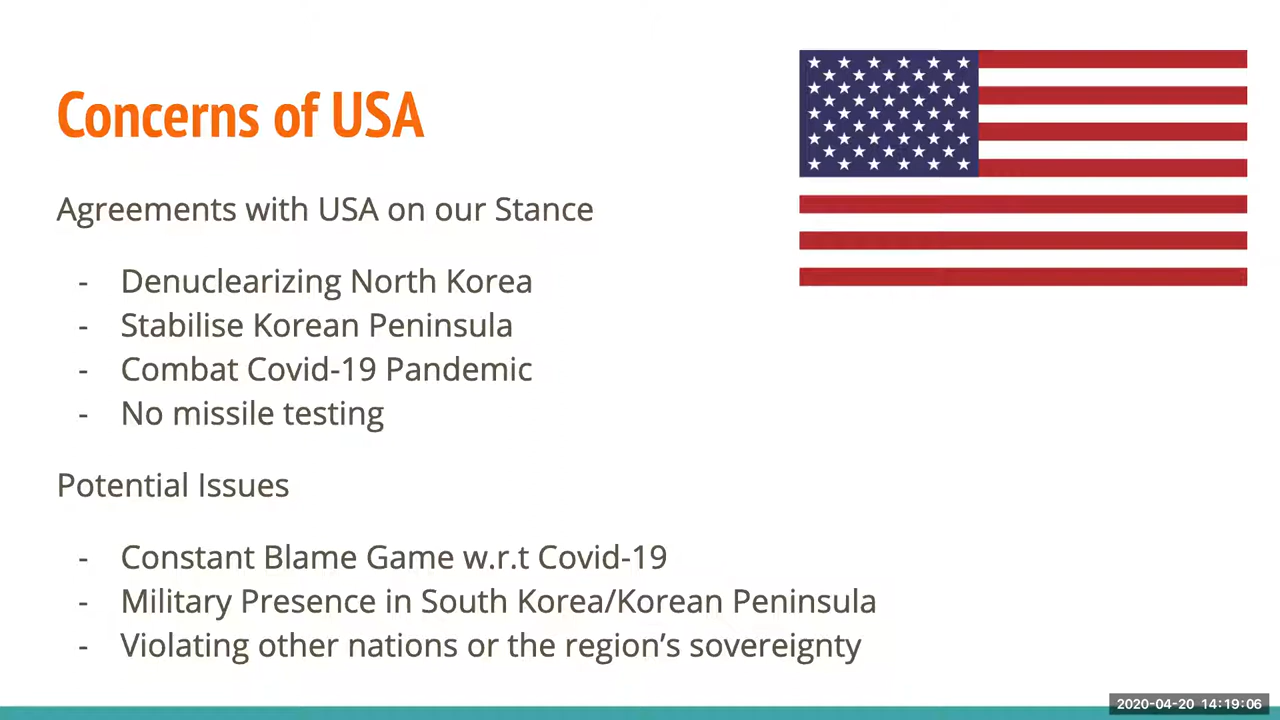 Concerns of USA
Agreements with USA on our Stance
- Denuclearizing North Korea
- Stabilise Korean Peninsula
- Combat Covid-19 Pandemic
- No missile testing
Potential Issues
- Constant Blame Game w.r.t Covid-19
- Military Presence in South Korea/Korean Peninsula
- Violating other nations or the region's sovereignty
2020-04-20 14:19:06